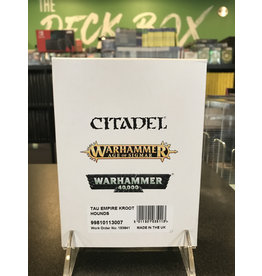 THE
DECK BOX
CITADEL
WARHAMMER
AGE OF SIGMAR
WARHAMMER
40,000
TAU EMPIRE KROOT
HOUNDS
99810113007
MADE IN THE UK